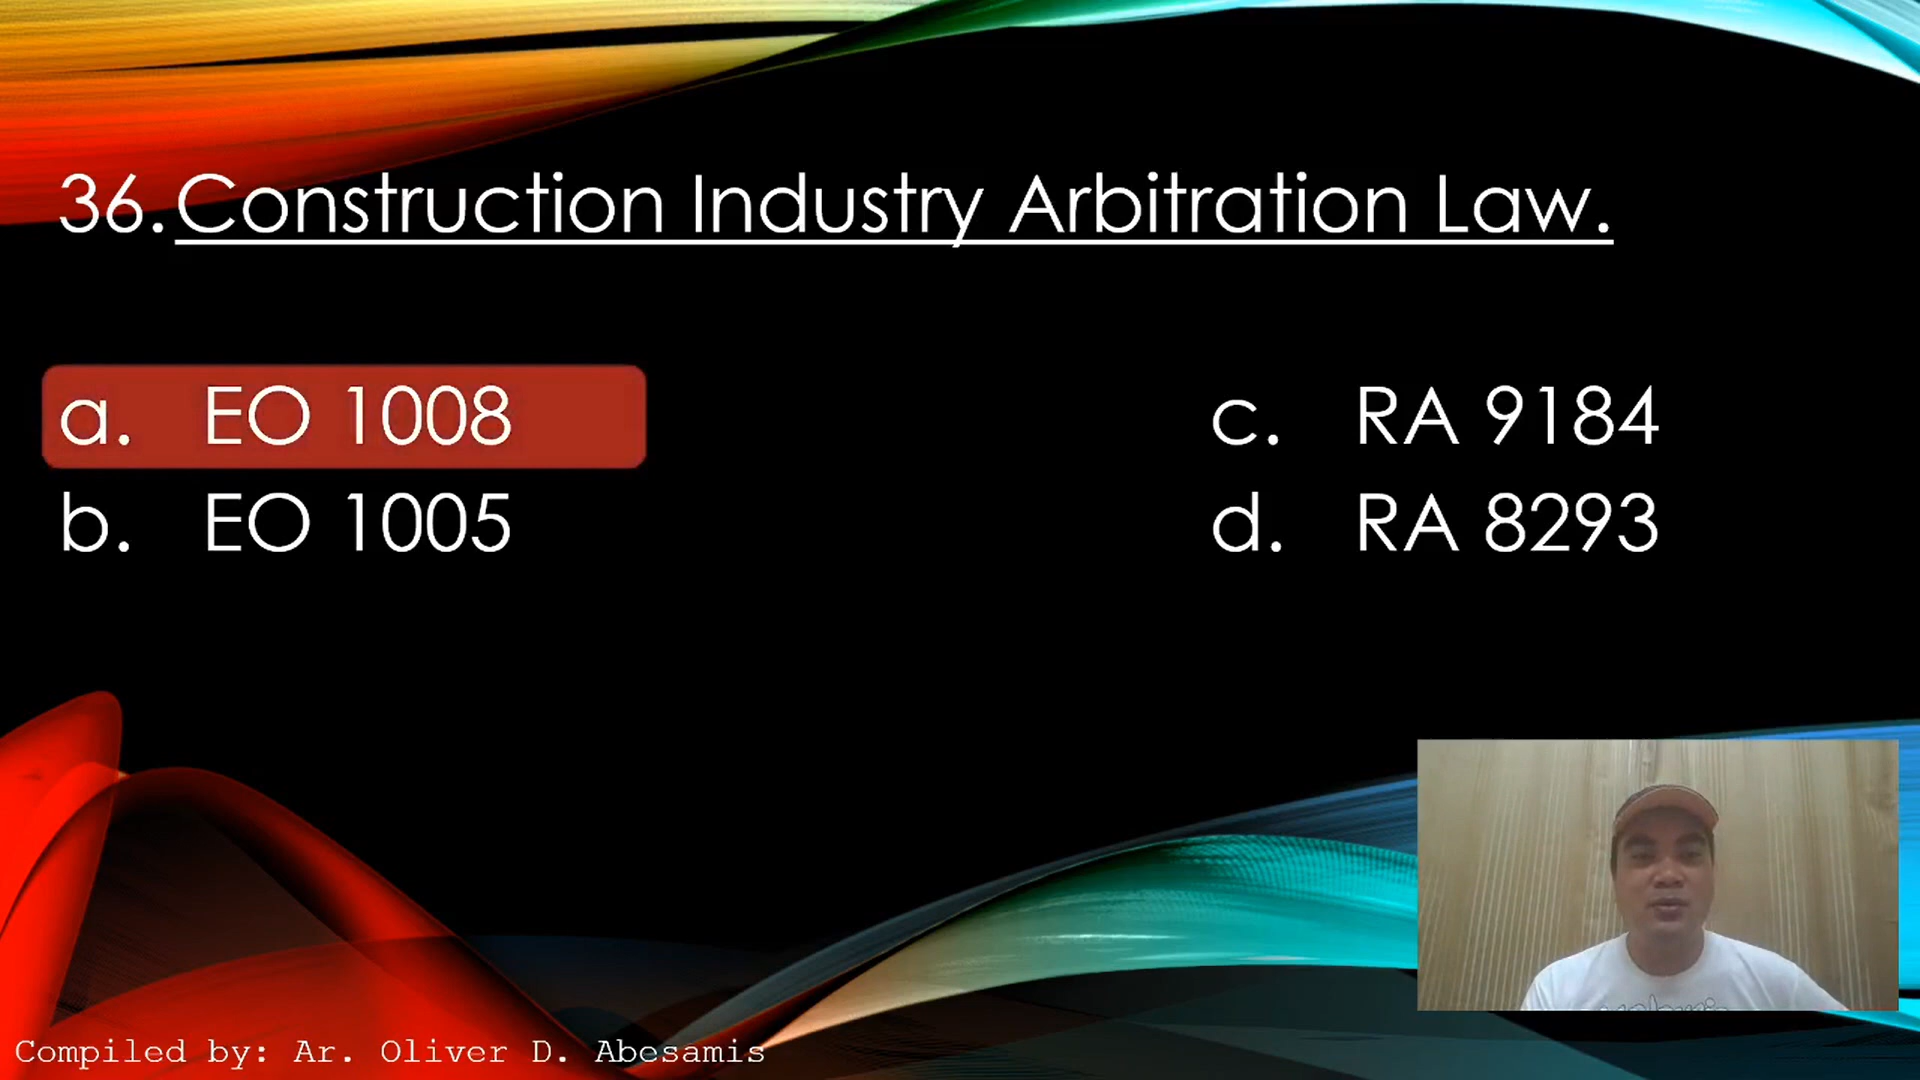 36. Construction Industry Arbitration Law.
a. EO 1008
b. EO 1005
c. RA 9184
d. RA 8293
Compiled by: Ar. Oliver D. Abesamis